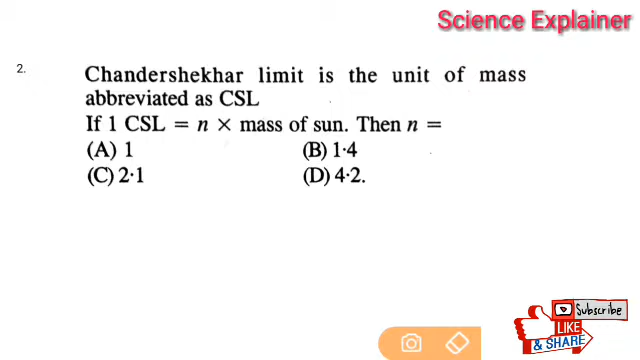 Science Explainer
2.
Chandershekhar limit is the unit of mass
abbreviated as CSL
If 1 CSL = n × mass of sun. Then n =
(A) 1 (B) 1·4
(C) 2·1 (D) 4·2.
Subscribe
LIKE
& SHARE